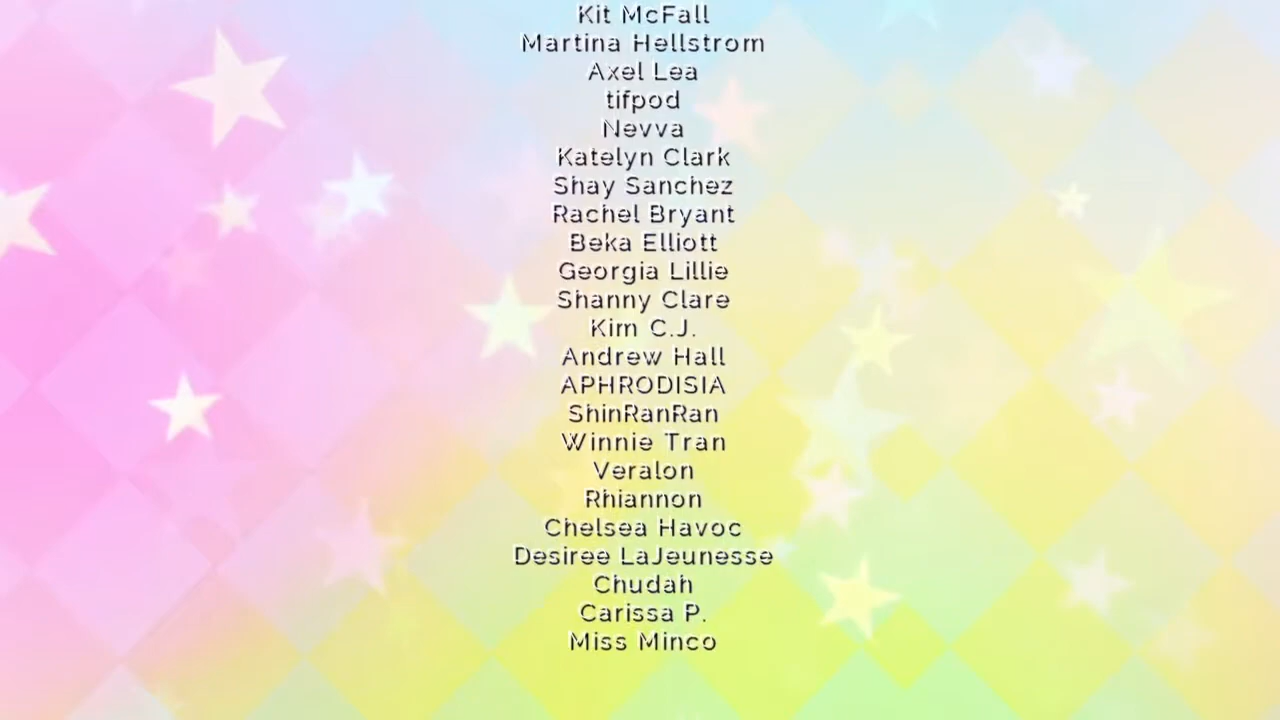 Kit McFall
Martina Hellstrom
Axel Lea
tifpod
Nevva
Katelyn Clark
Shay Sanchez
Rachel Bryant
Beka Elliott
Georgia Lillie
Shanny Clare
Kim C.J.
Andrew Hall
APHRODISIA
ShinRanRan
Winnie Tran
Veralon
Rhiannon
Chelsea Havoc
Desiree LaJeunesse
Chudah
Carissa P.
Miss Minco